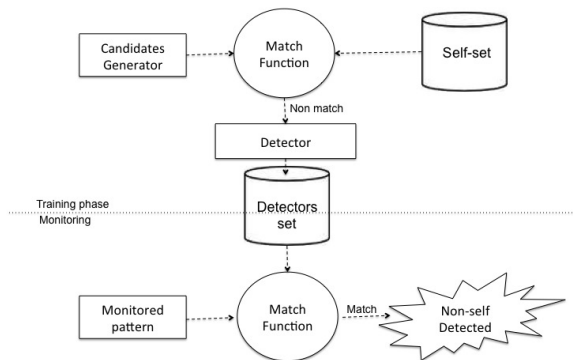 Candidates
Generator
Match
Function
Self-set
Non match
Detector
Training phase
Monitoring
Detectors
set
Monitored
pattern
Match
Function
Match
Non-self
Detected